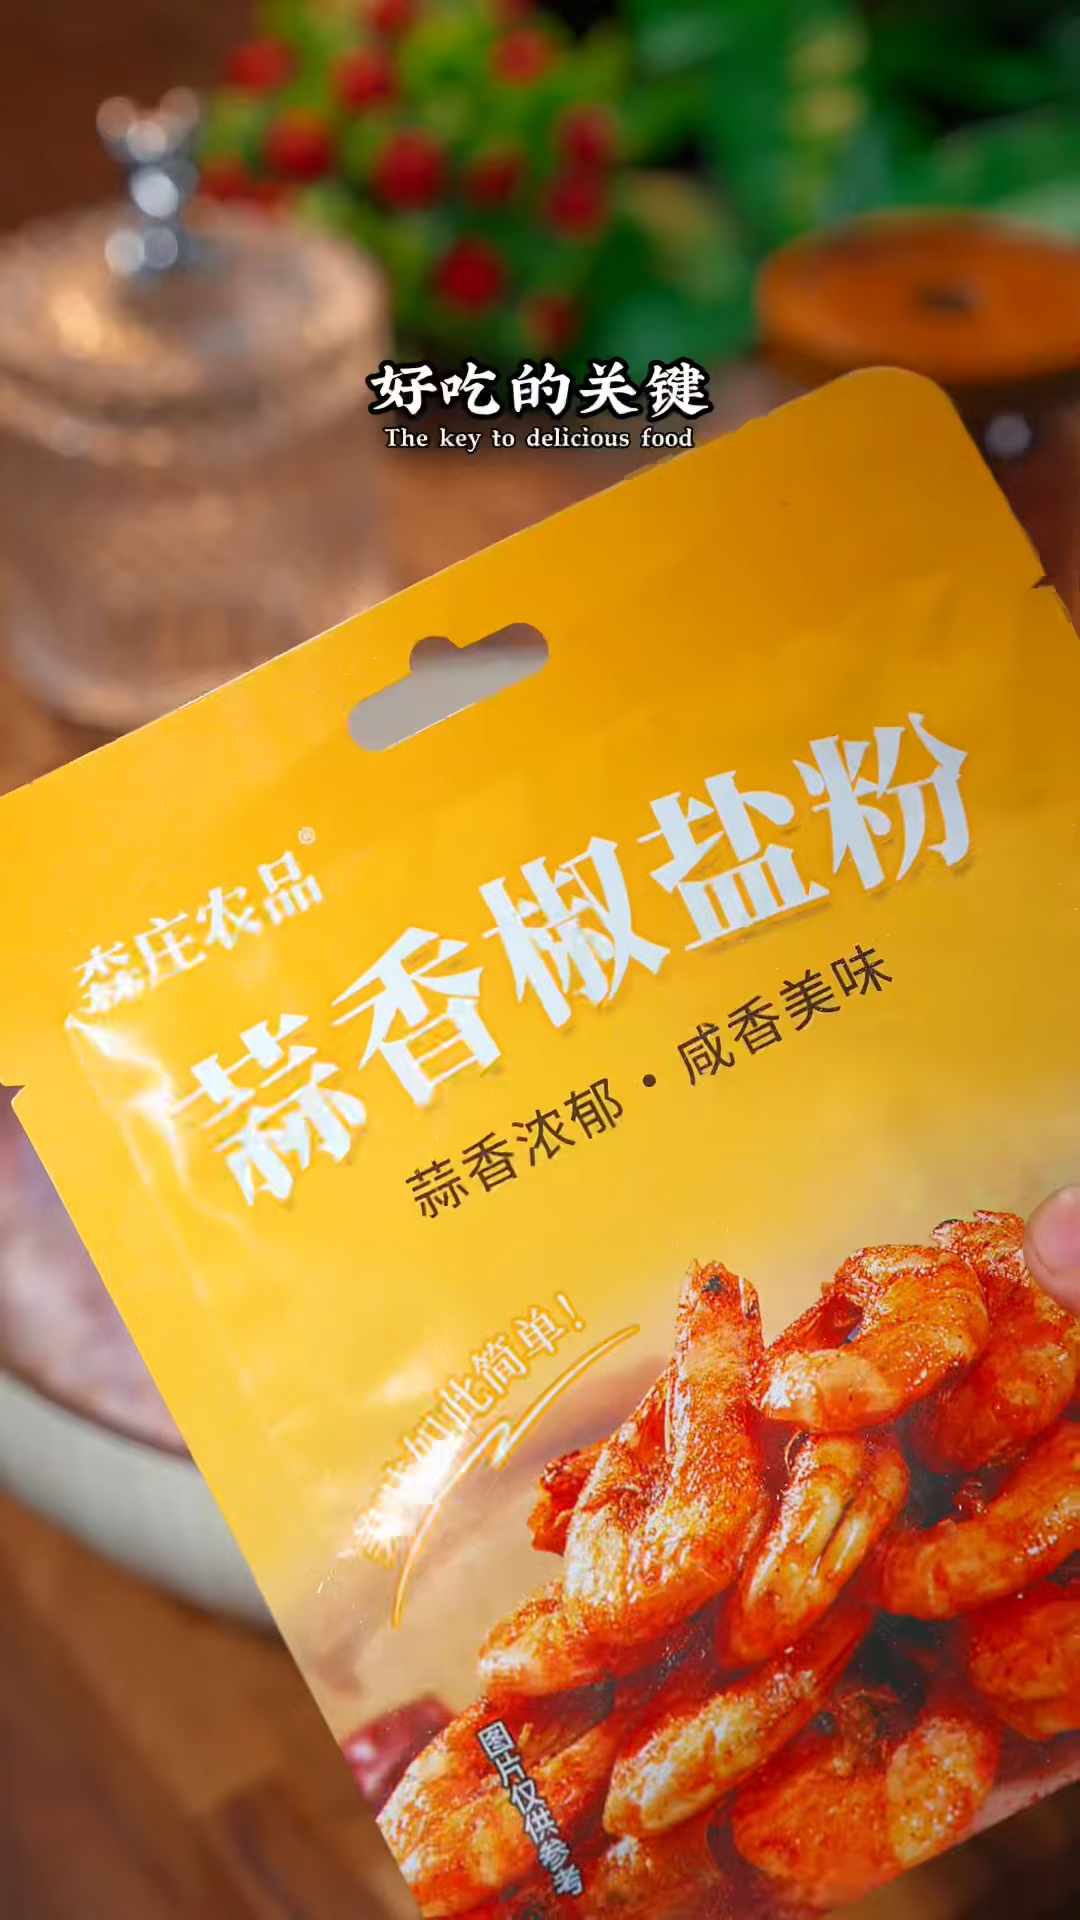 好吃的关键
The key to delicious food
淼庄农品®
蒜香椒盐粉
蒜香浓郁·咸香美味
如此简单!
图片仅供参考